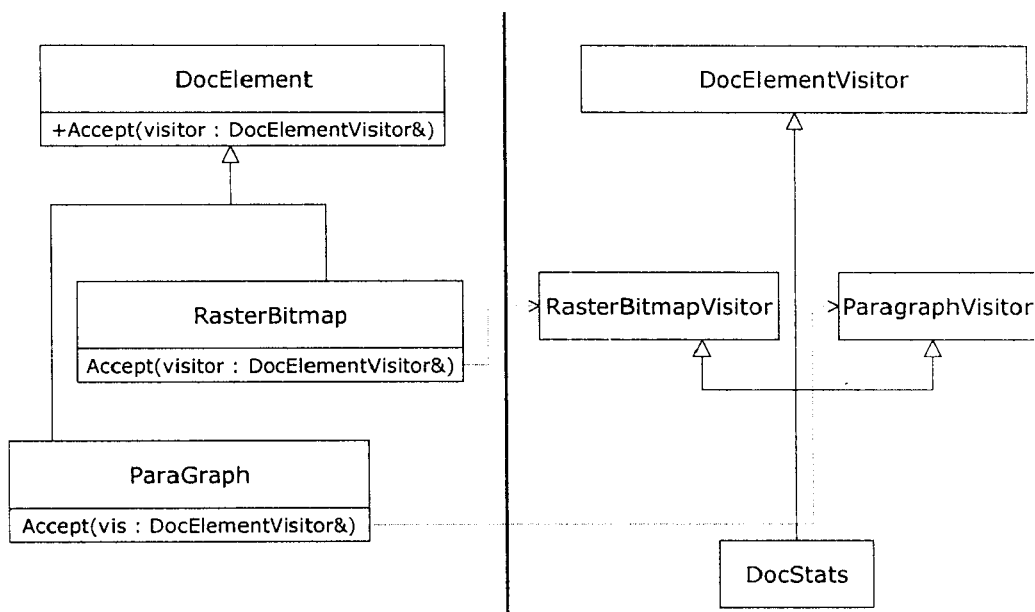 DocElement
+Accept(visitor : DocElementVisitor&)
RasterBitmap
Accept(visitor : DocElementVisitor&)
ParaGraph
Accept(vis : DocElementVisitor&)
DocElementVisitor
RasterBitmapVisitor
ParagraphVisitor
DocStats